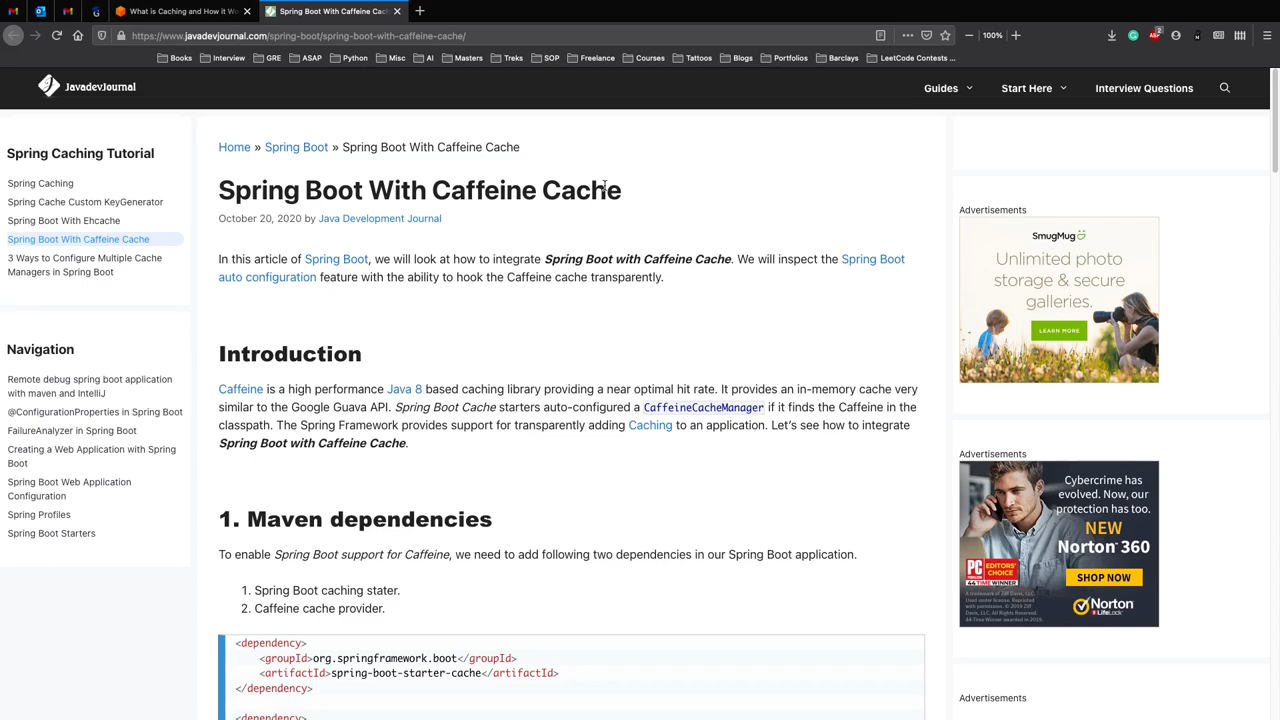 What is Caching and How it Wo
Spring Boot With Caffeine Cach
https://www.javadevjournal.com/spring-boot/spring-boot-with-caffeine-cache/
100%
2
Books
Interview
GRE
ASAP
Python
Misc
AI
Masters
Treks
SOP
Freelance
Courses
Tattoos
Blogs
Portfolios
Barclays
LeetCode Contests ...
JavadevJournal
Guides
Start Here
Interview Questions
Spring Caching Tutorial
Spring Caching
Spring Cache Custom KeyGenerator
Spring Boot With Ehcache
Spring Boot With Caffeine Cache
3 Ways to Configure Multiple Cache
Managers in Spring Boot
Navigation
Remote debug spring boot application
with maven and IntelliJ
@ConfigurationProperties in Spring Boot
FailureAnalyzer in Spring Boot
Creating a Web Application with Spring
Boot
Spring Boot Web Application
Configuration
Spring Profiles
Spring Boot Starters
Home » Spring Boot » Spring Boot With Caffeine Cache
Spring Boot With Caffeine Cache
October 20, 2020 by Java Development Journal
In this article of Spring Boot, we will look at how to integrate Spring Boot with Caffeine Cache. We will inspect the Spring Boot
auto configuration feature with the ability to hook the Caffeine cache transparently.
Introduction
Caffeine is a high performance Java 8 based caching library providing a near optimal hit rate. It provides an in-memory cache very
similar to the Google Guava API. Spring Boot Cache starters auto-configured a CaffeineCacheManager if it finds the Caffeine in the
classpath. The Spring Framework provides support for transparently adding Caching to an application. Let's see how to integrate
Spring Boot with Caffeine Cache.
1. Maven dependencies
To enable Spring Boot support for Caffeine, we need to add following two dependencies in our Spring Boot application.
1. Spring Boot caching stater.
2. Caffeine cache provider.
<dependency>
<groupId>org.springframework.boot</groupId>
<artifactId>spring-boot-starter-cache</artifactId>
</dependency>
<dependency>
Advertisements
SmugMug
Unlimited photo
storage & secure
galleries.
LEARN MORE
Advertisements
Cybercrime has
evolved. Now, our
protection has too.
NEW
Norton 360
PC
EDITORS'
CHOICE
44 TIME WINNER
SHOP NOW
Norton
LifeLock
Advertisements